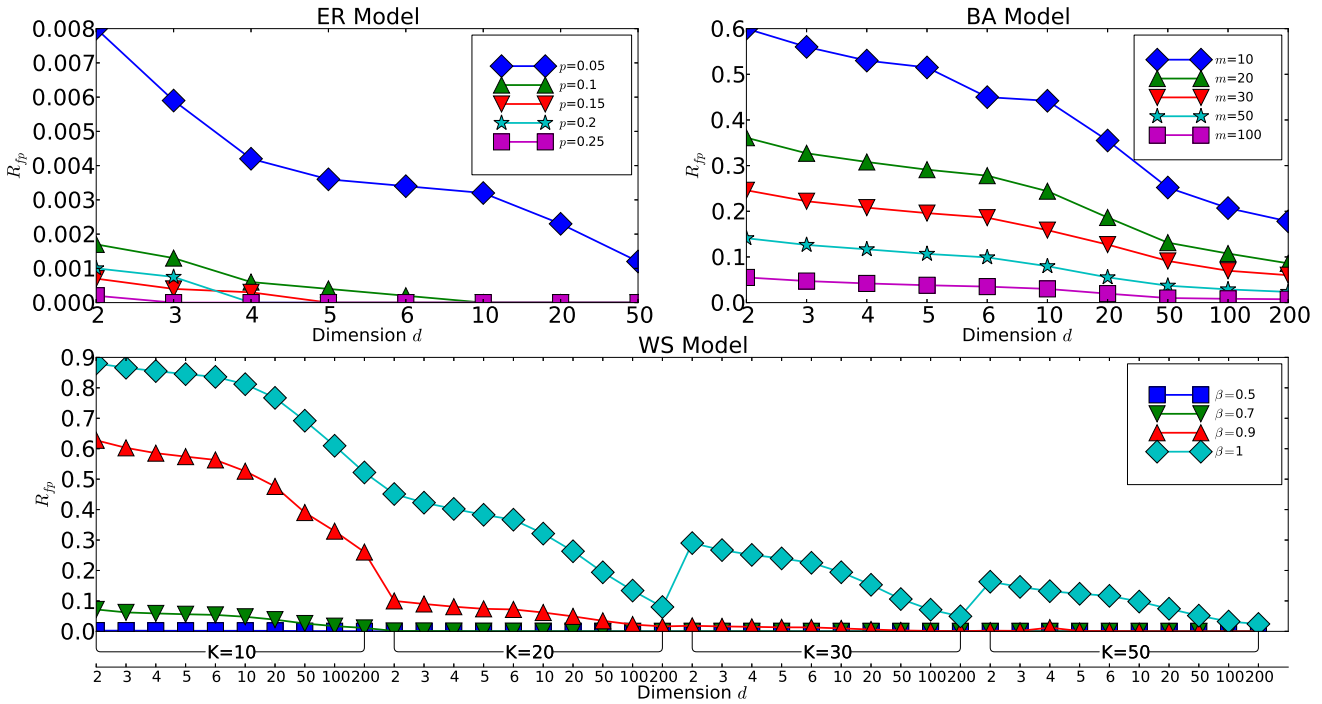 ER Model
0.008
0.007
0.006
0.005
0.004
0.003
0.002
0.001
0.000
R_fp
p=0.05
p=0.1
p=0.15
p=0.2
p=0.25
2 3 4 5 6 10 20 50
Dimension d
BA Model
0.6
0.5
0.4
0.3
0.2
0.1
0.0
R_fp
m=10
m=20
m=30
m=50
m=100
2 3 4 5 6 10 20 50 100 200
Dimension d
WS Model
0.9
0.8
0.7
0.6
0.5
0.4
0.3
0.2
0.1
0.0
R_fp
β=0.5
β=0.7
β=0.9
β=1
K=10 K=20 K=30 K=50
2 3 4 5 6 10 20 50 100 200 2 3 4 5 6 10 20 50 100 200 2 3 4 5 6 10 20 50 100 200 2 3 4 5 6 10 20 50 100 200
Dimension d